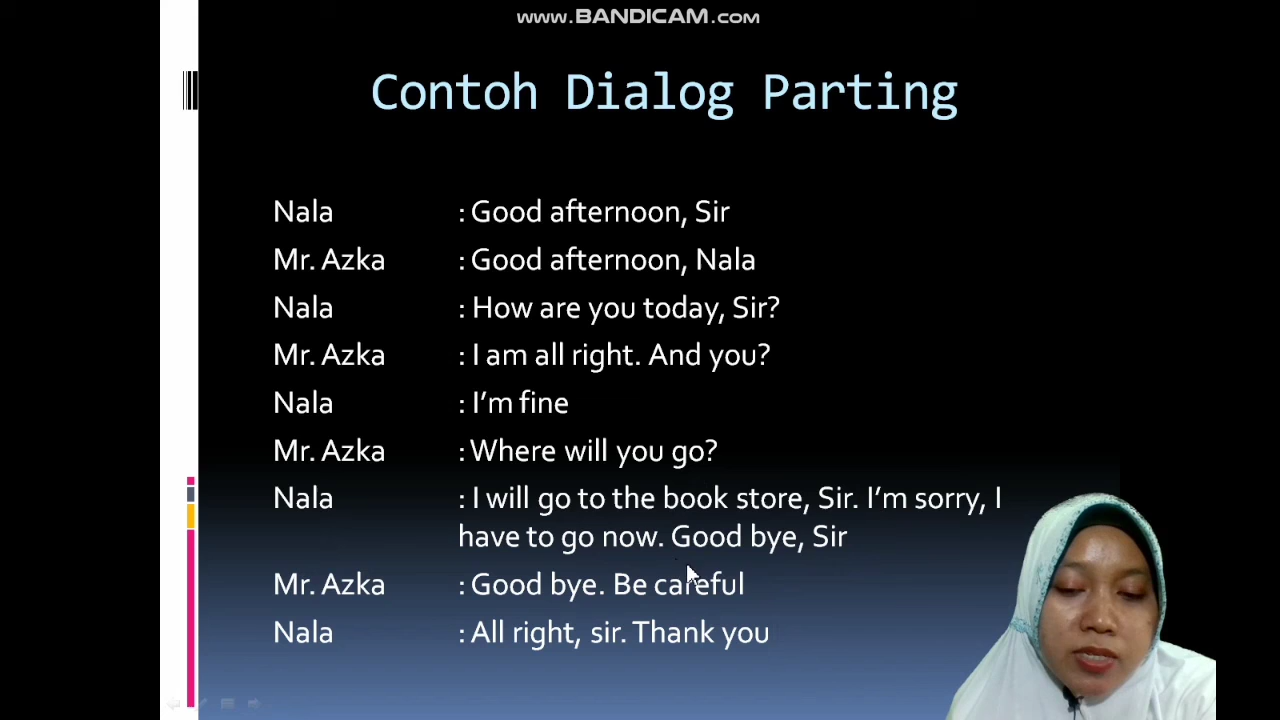 www.BANDICAM.com
Contoh Dialog Parting
Nala : Good afternoon, Sir
Mr. Azka : Good afternoon, Nala
Nala : How are you today, Sir?
Mr. Azka : I am all right. And you?
Nala : I’m fine
Mr. Azka : Where will you go?
Nala : I will go to the book store, Sir. I’m sorry, I
have to go now. Good bye, Sir
Mr. Azka : Good bye. Be careful
Nala : All right, sir. Thank you